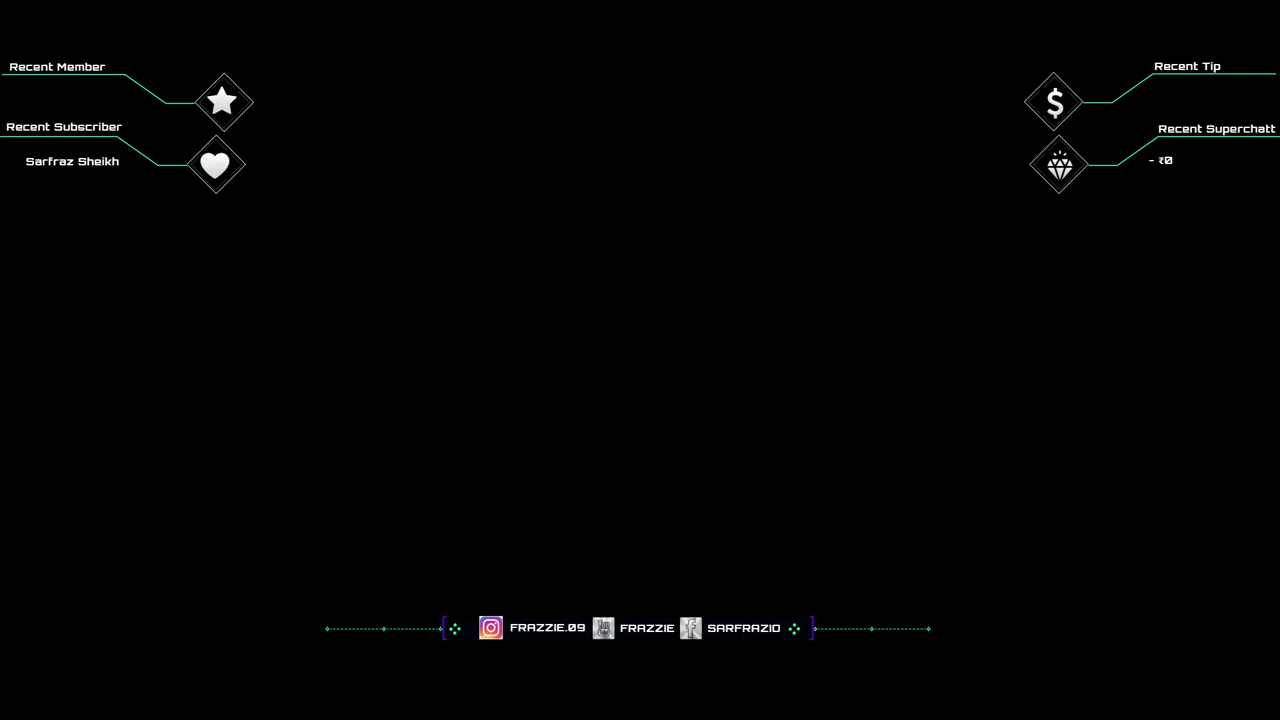 Recent Member
Recent Subscriber
Sarfraz Sheikh
Recent Tip
Recent Superchatt
- ₹0
FRAZZIE.09 FRAZZIE SARFRAZIO